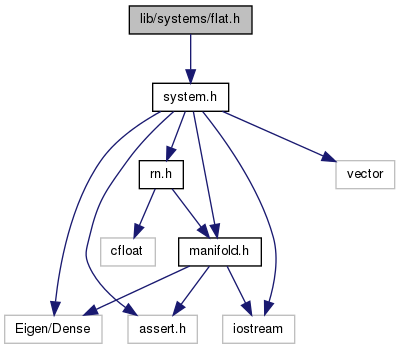 lib/systems/flat.h
system.h
rn.h
vector
cfloat
manifold.h
Eigen/Dense
assert.h
iostream